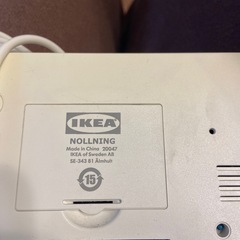 IKEA
NOLLNING
Made in China 20047
IKEA of Sweden AB
SE-343 81 Älmhult
15